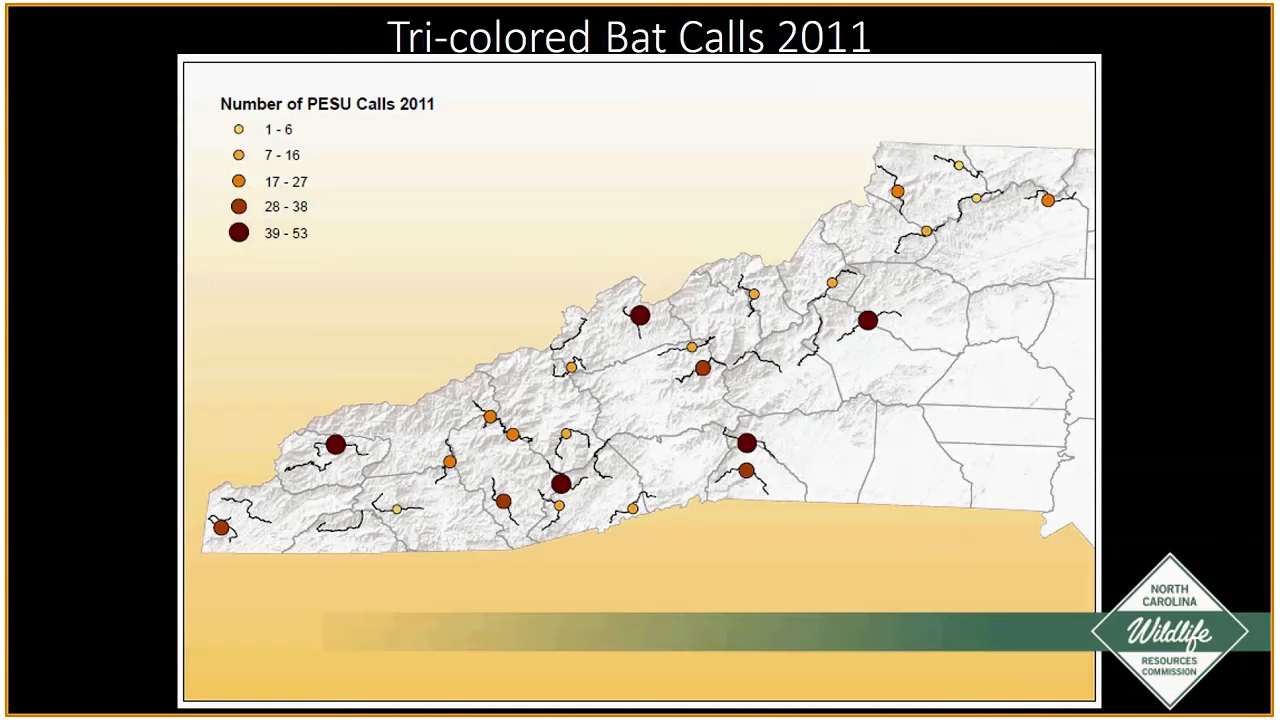 Tri-colored Bat Calls 2011
Number of PESU Calls 2011
1 - 6
7 - 16
17 - 27
28 - 38
39 - 53
NORTH
CAROLINA
Wildlife
RESOURCES
COMMISSION